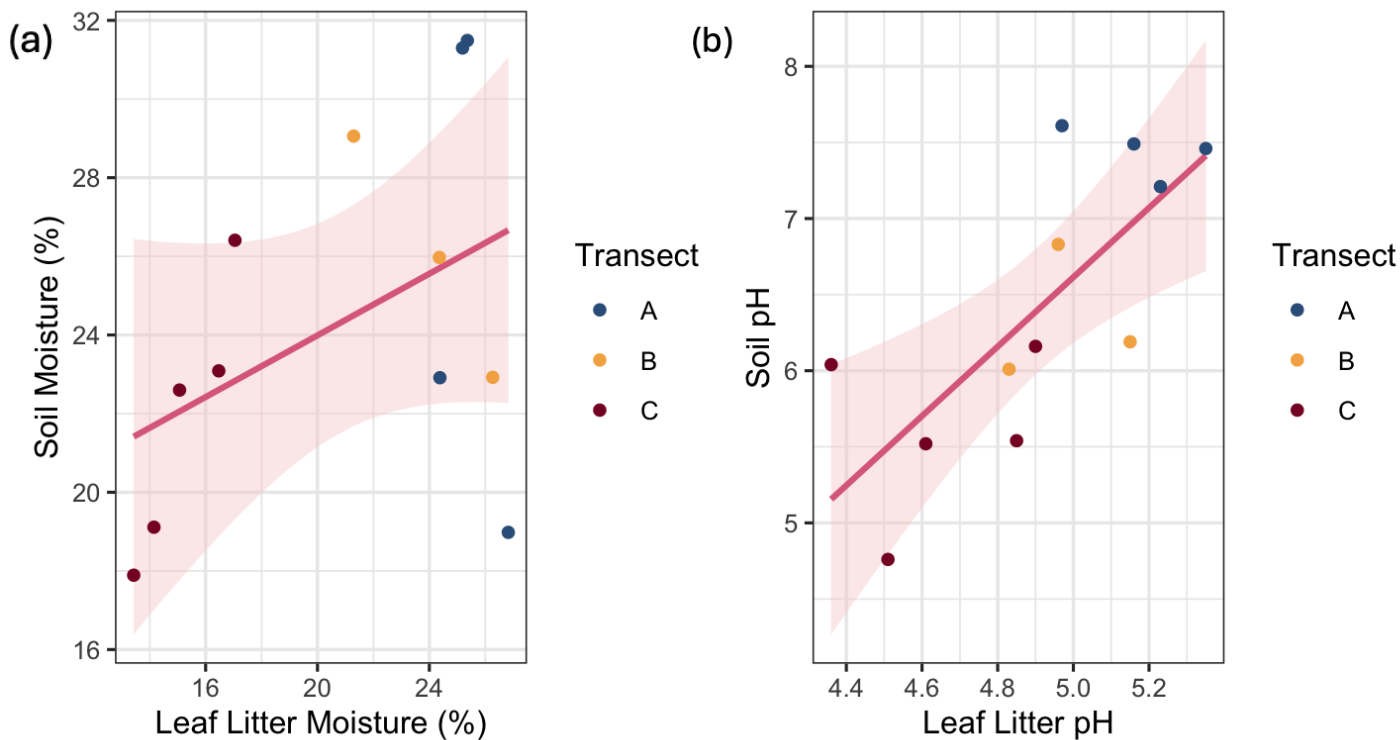 (a)
32
28
24
20
16
Soil Moisture (%)
16 20 24
Leaf Litter Moisture (%)
Transect
A
B
C
(b)
8
7
6
5
Soil pH
4.4 4.6 4.8 5.0 5.2
Leaf Litter pH
Transect
A
B
C